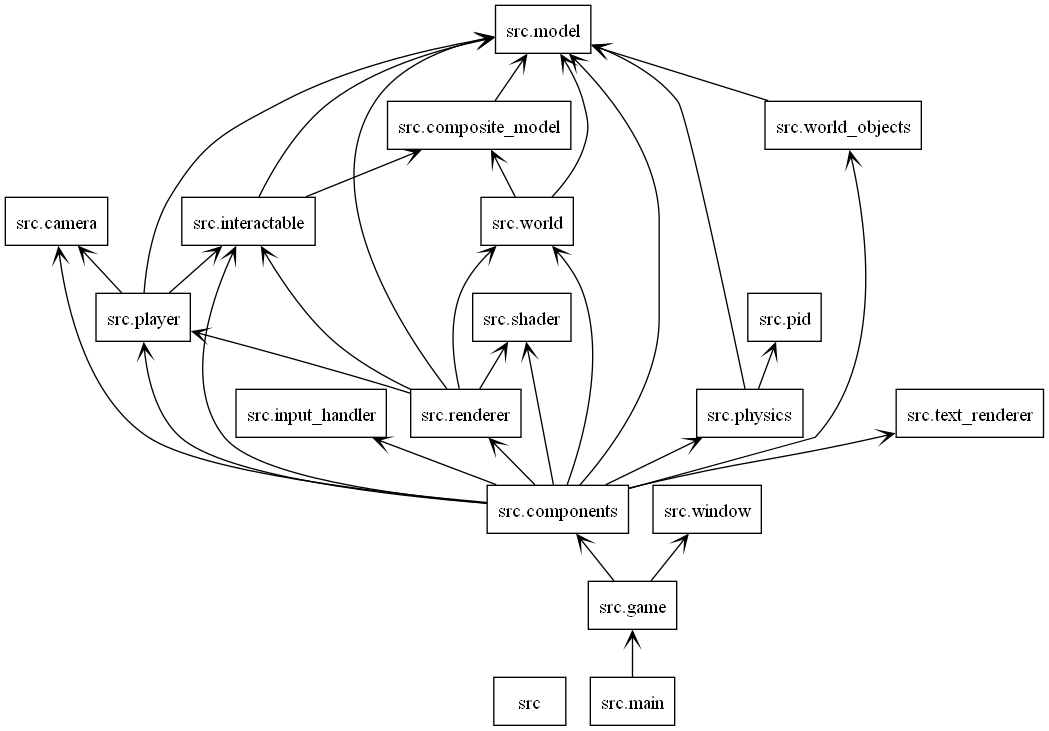 src.model
src.composite_model
src.world_objects
src.camera
src.interactable
src.world
src.player
src.shader
src.pid
src.input_handler
src.renderer
src.physics
src.text_renderer
src.components
src.window
src.game
src
src.main